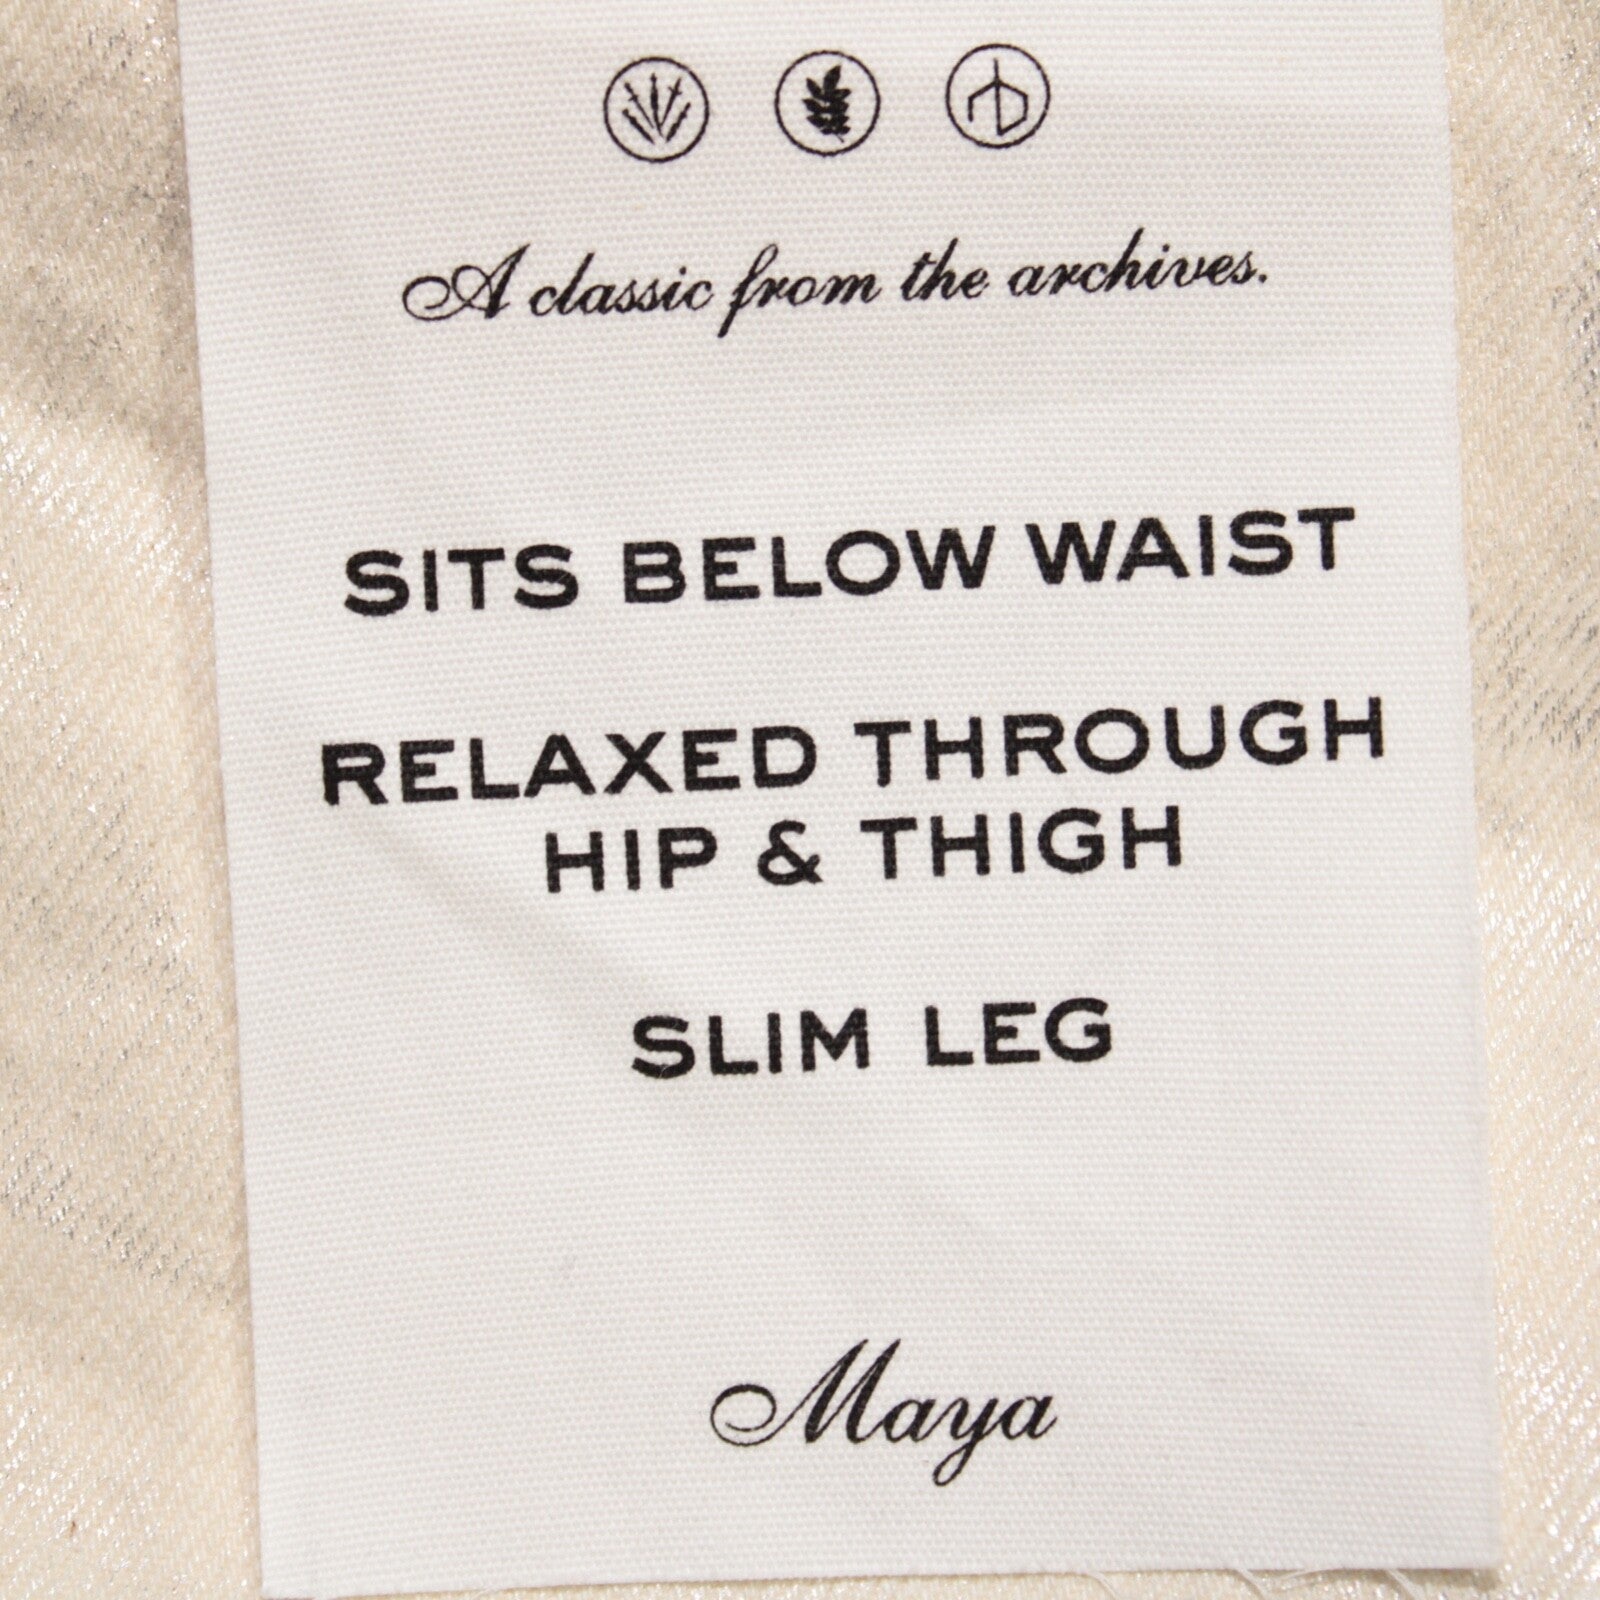 A classic from the archives.
SITS BELOW WAIST
RELAXED THROUGH
HIP & THIGH
SLIM LEG
Maya